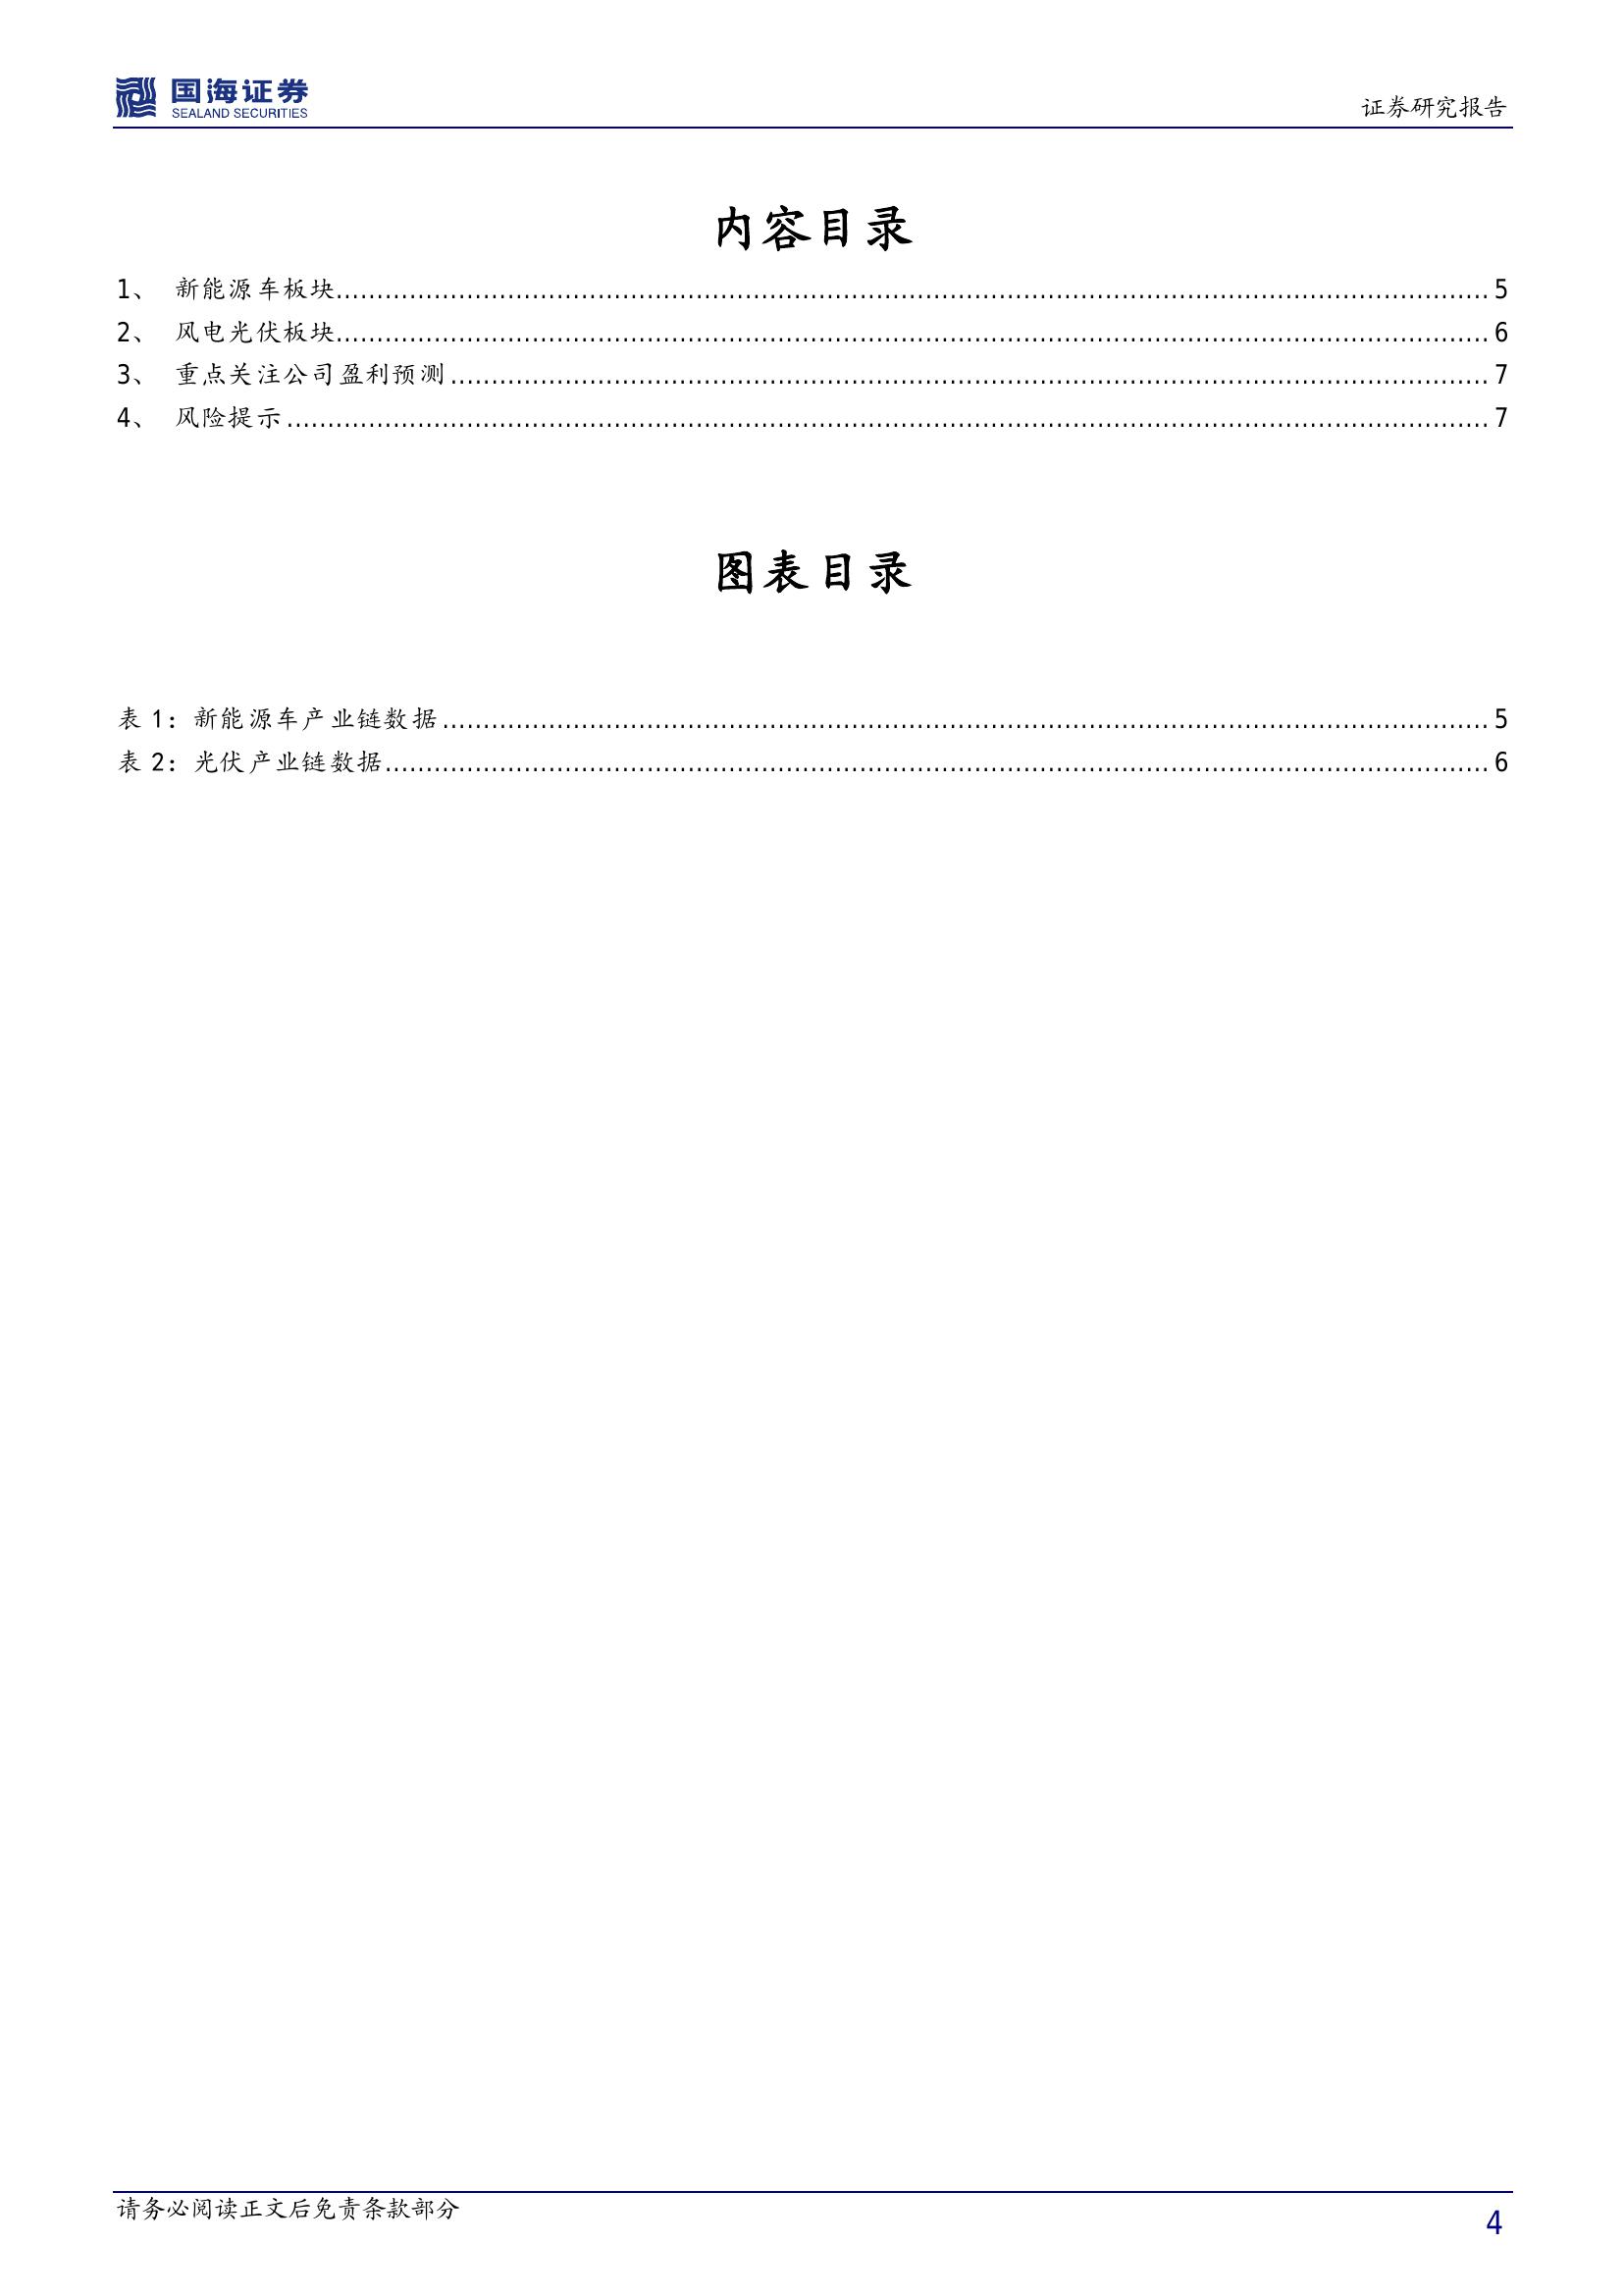 国海证券
SEALAND SECURITIES
证券研究报告
内容目录
1、 新能源车板块 5
2、 风电光伏板块 6
3、 重点关注公司盈利预测 7
4、 风险提示 7
图表目录
表 1：新能源车产业链数据 5
表 2：光伏产业链数据 6
请务必阅读正文后免责条款部分
4